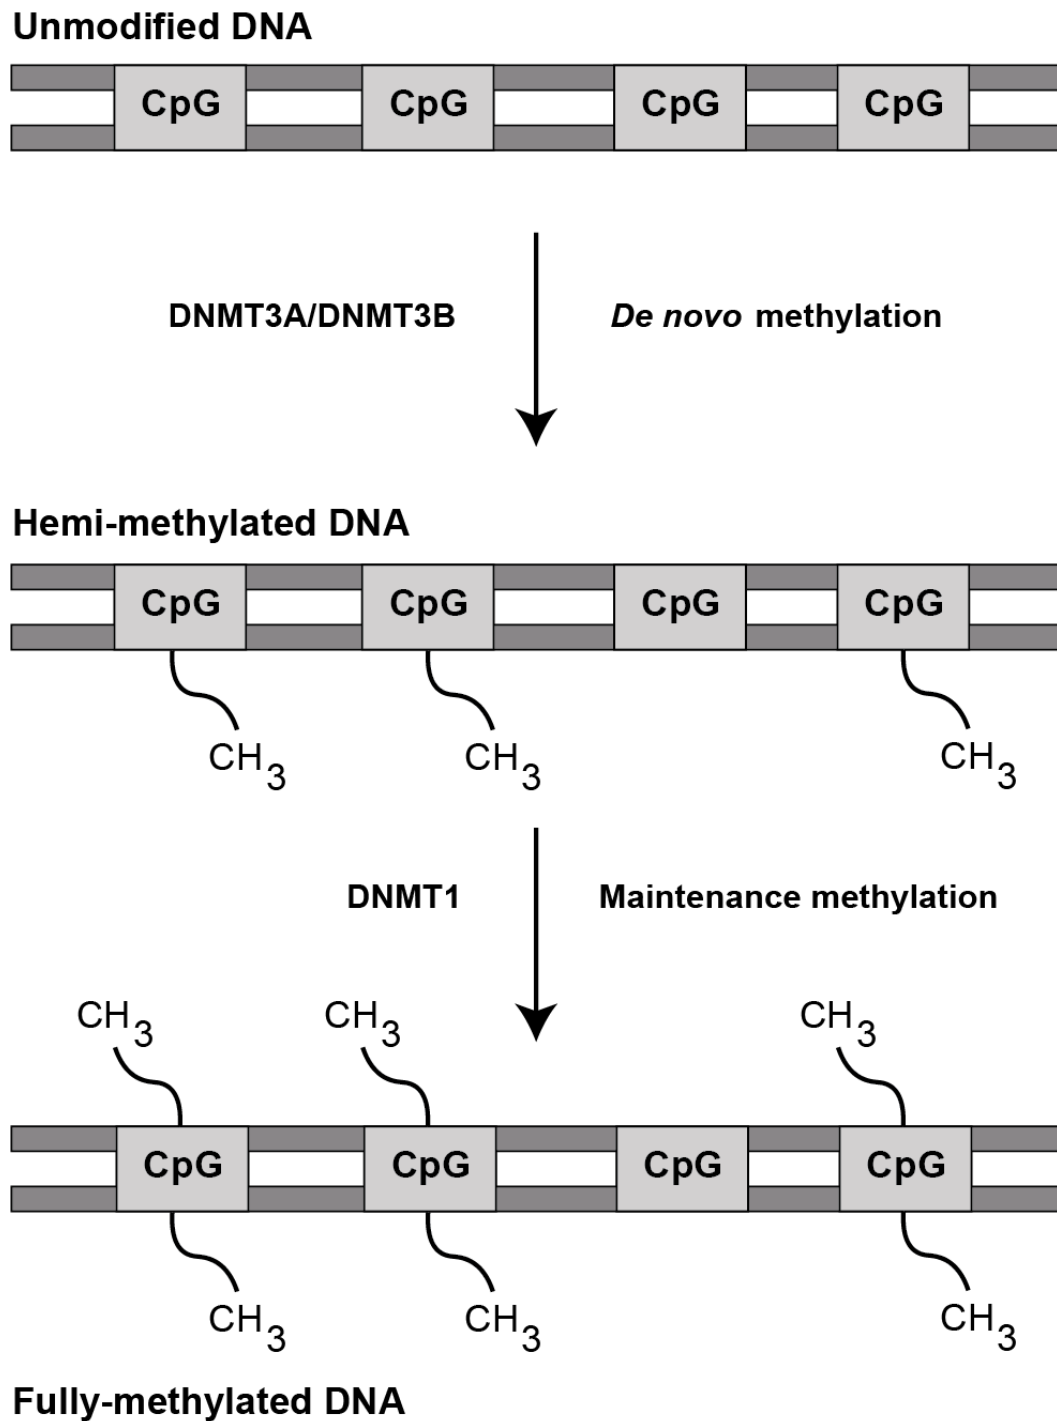 Unmodified DNA
CpG CpG CpG CpG
DNMT3A/DNMT3B De novo methylation
Hemi-methylated DNA
CpG CpG CpG CpG
CH3 CH3 CH3
DNMT1 Maintenance methylation
CH3 CH3 CH3
CpG CpG CpG CpG
CH3 CH3 CH3
Fully-methylated DNA